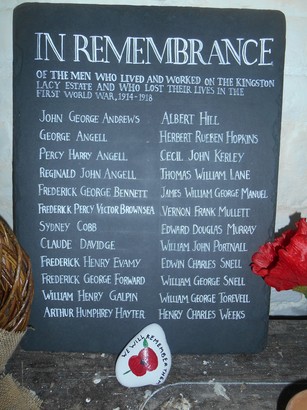 IN REMEMBRANCE
OF THE MEN WHO LIVED AND WORKED ON THE KINGSTON
LACY ESTATE AND WHO LOST THEIR LIVES IN THE
FIRST WORLD WAR, 1914-1918
JOHN GEORGE ANDREWS
GEORGE ANGELL
PERCY HARRY ANGELL
REGINALD JOHN ANGELL
FREDERICK GEORGE BENNETT
FREDERICK PERCY VICTOR BROWNSEA
SYDNEY COBB
CLAUDE DAVIDGE
FREDERIK HENRY EVAMY
FREDERICK GEORGE FORWARD
WILLIAM HENRY GALPIN
ARTHUR HUMPHREY HAYTER
ALBERT HILL
HERBERT RUEBEN HOPKINS
CECIL JOHN KERLEY
THOMAS WILLIAM LANE
JAMES WILLIAM GEORGE MANUEL
VERNON FRANK MULLETT
EDWARD DOUGLAS MURRAY
WILLIAM JOHN PORTNALL
EDWIN CHARLES SNELL
WILLIAM GEORGE SNELL
WILLIAM GEORGE TOREVELL
HENRY CHARLES WEEKS
WE WILL REMEMBER THEM